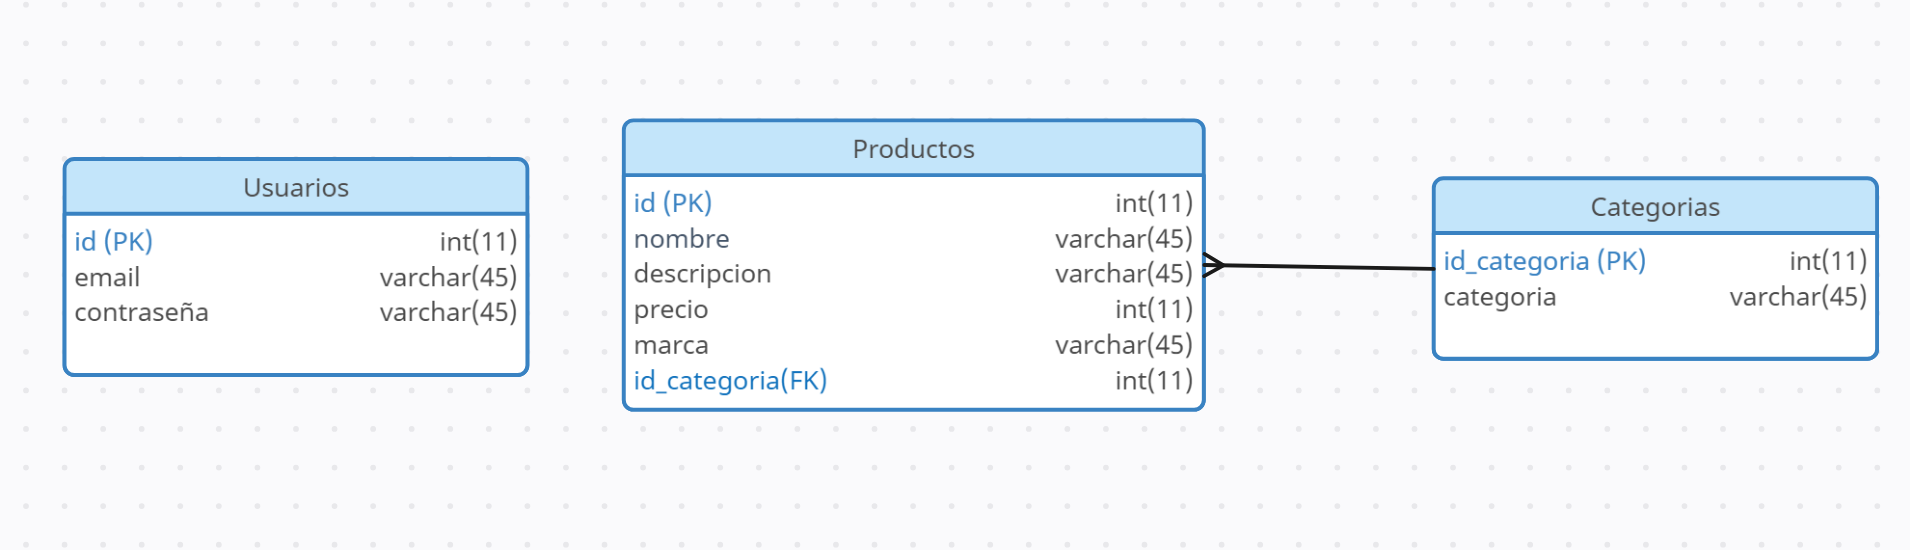 Usuarios
id (PK) int(11)
email varchar(45)
contraseña varchar(45)
Productos
id (PK) int(11)
nombre varchar(45)
descripcion varchar(45)
precio int(11)
marca varchar(45)
id_categoria(FK) int(11)
Categorias
id_categoria (PK) int(11)
categoria varchar(45)